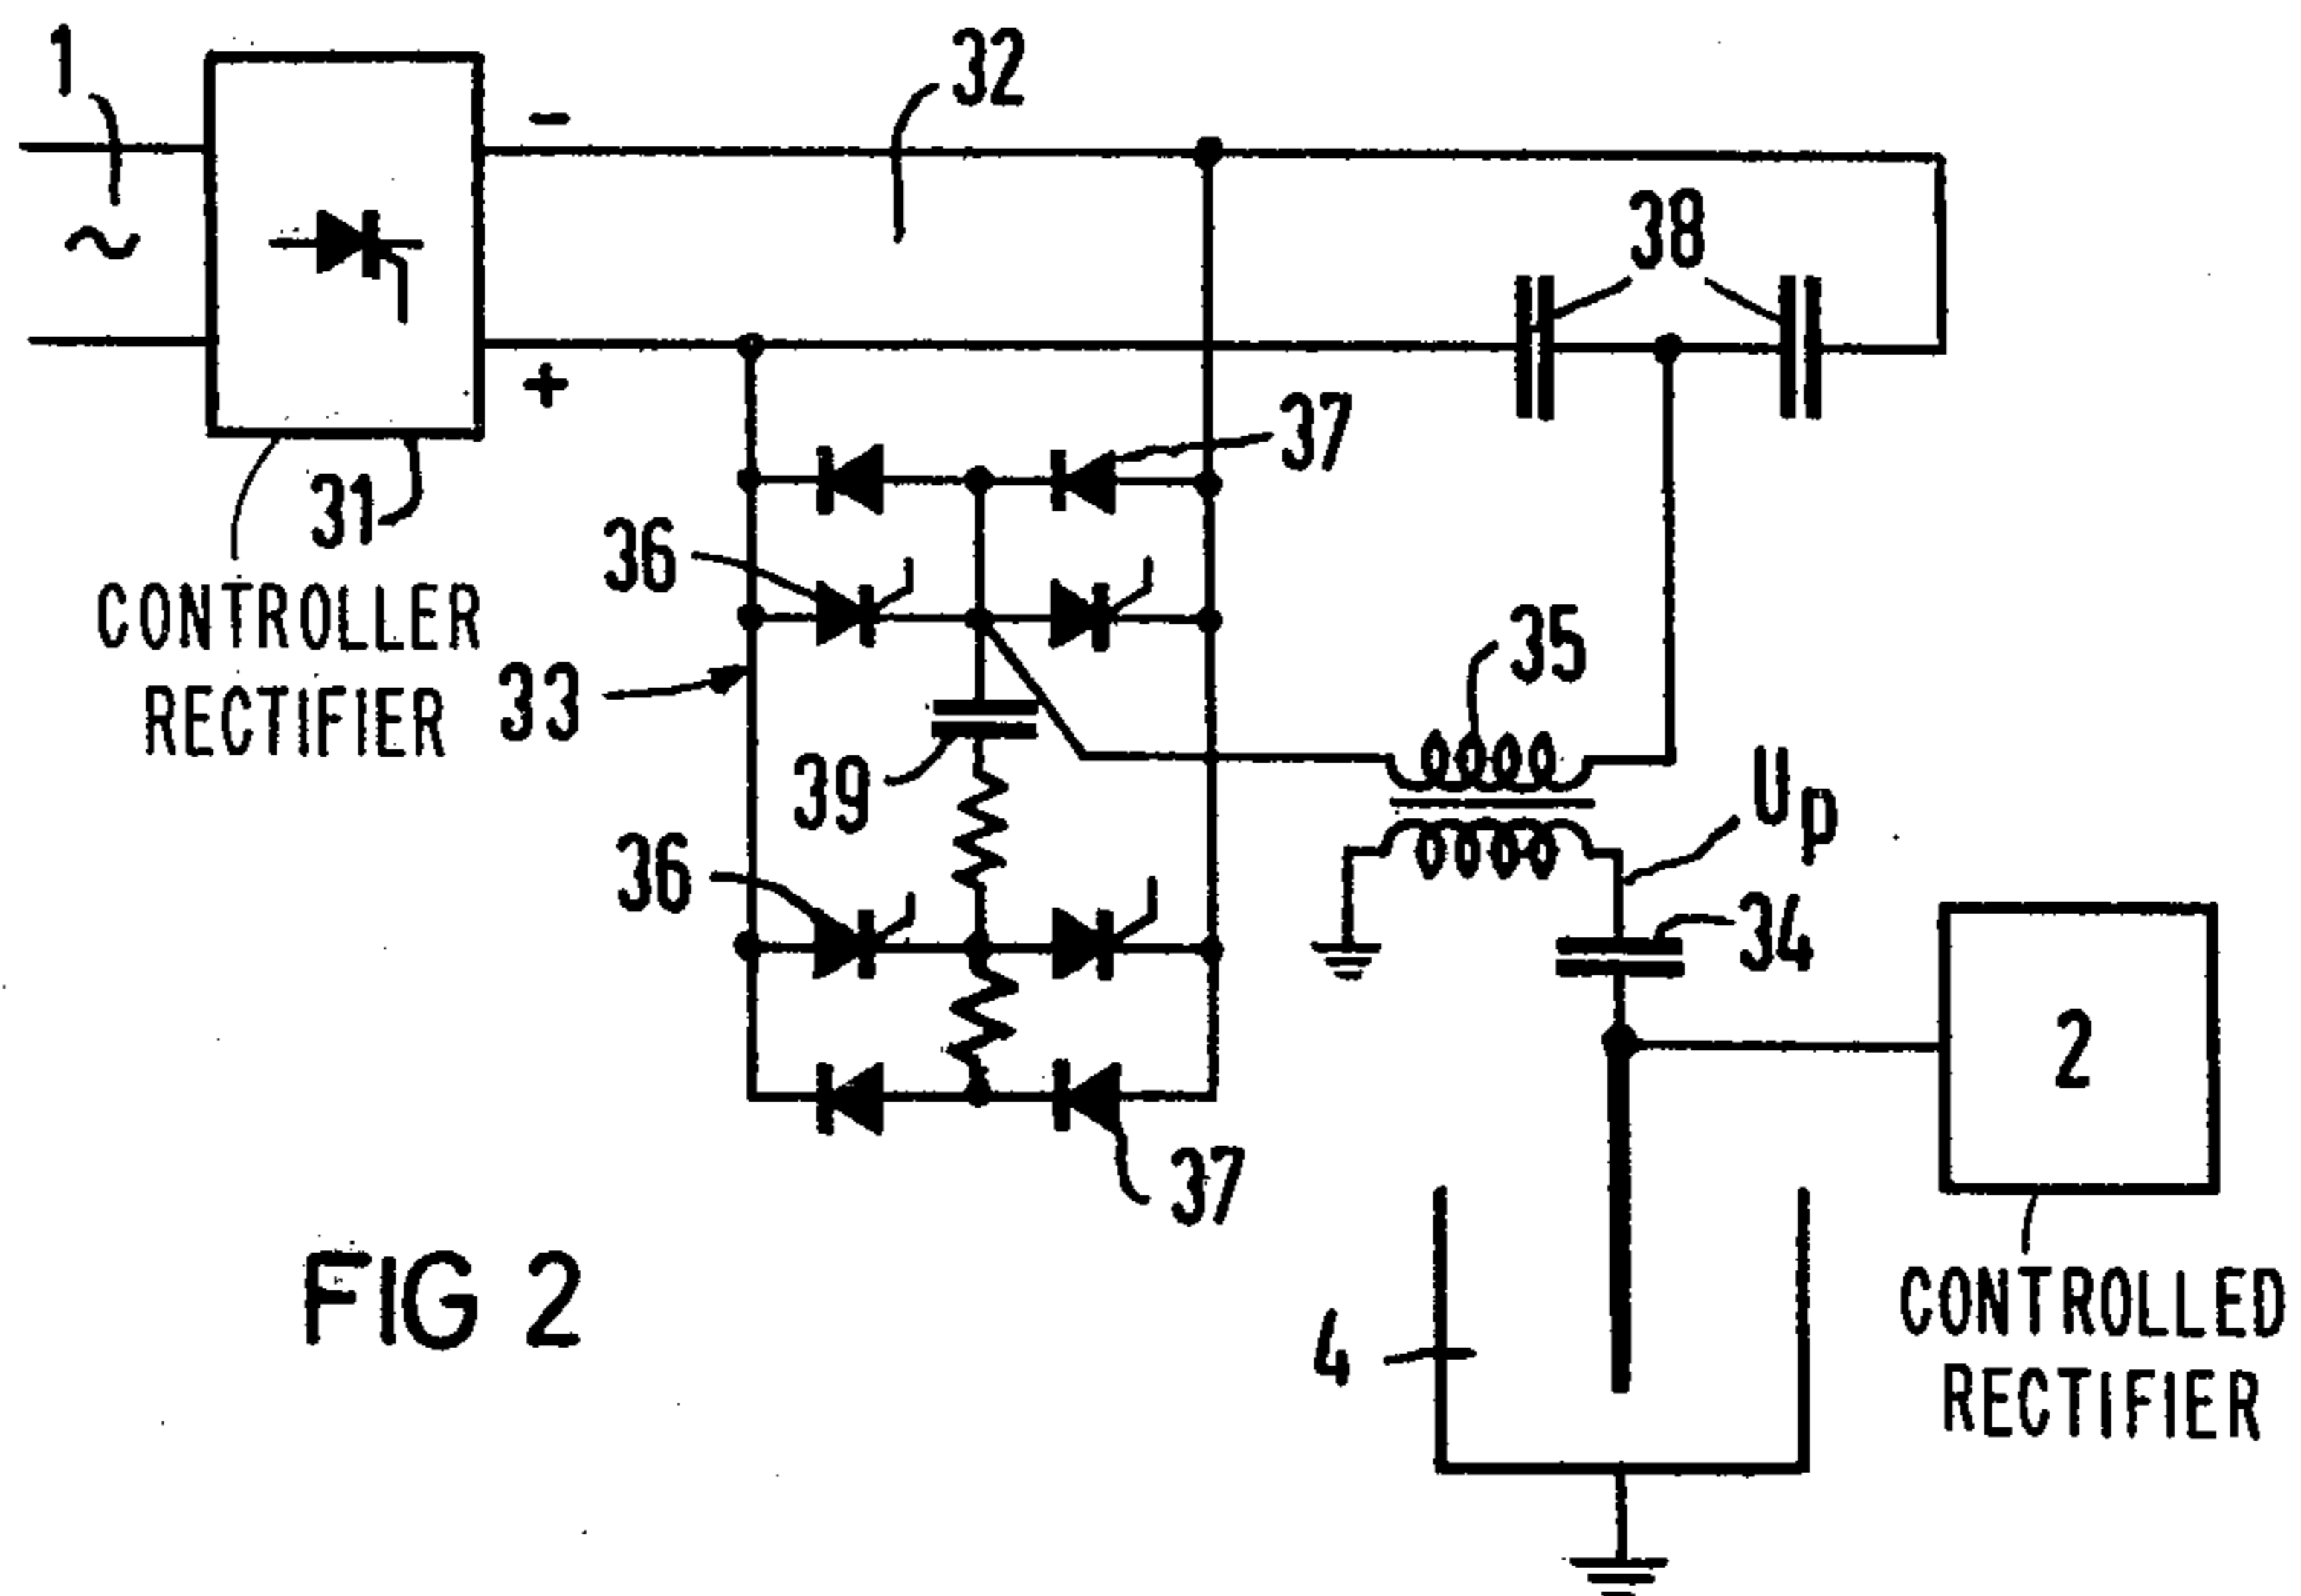 1
32
-
~
38
+
37
31
36
CONTROLLER
RECTIFIER
33
35
39
Up
36
34
2
37
FIG 2
4
CONTROLLED
RECTIFIER